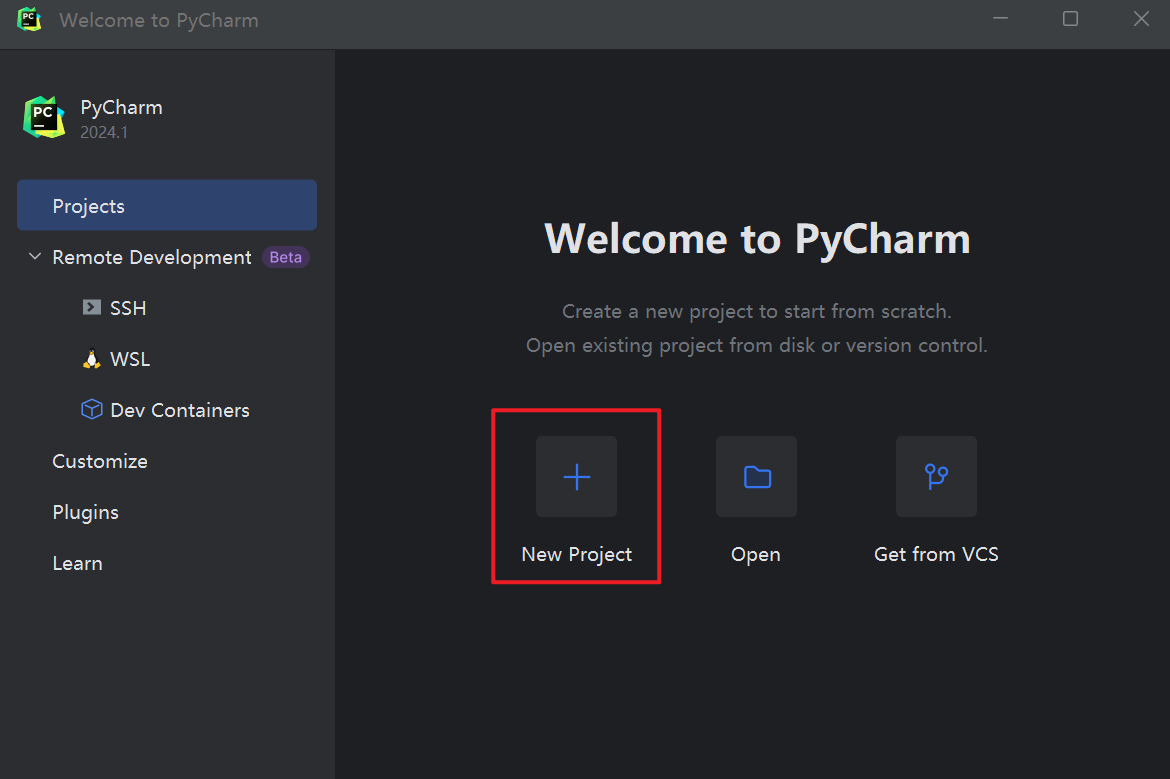 PC
Welcome to PyCharm
PC
PyCharm
2024.1
Projects
Remote Development Beta
SSH
WSL
Dev Containers
Customize
Plugins
Learn
Welcome to PyCharm
Create a new project to start from scratch.
Open existing project from disk or version control.
New Project
Open
Get from VCS